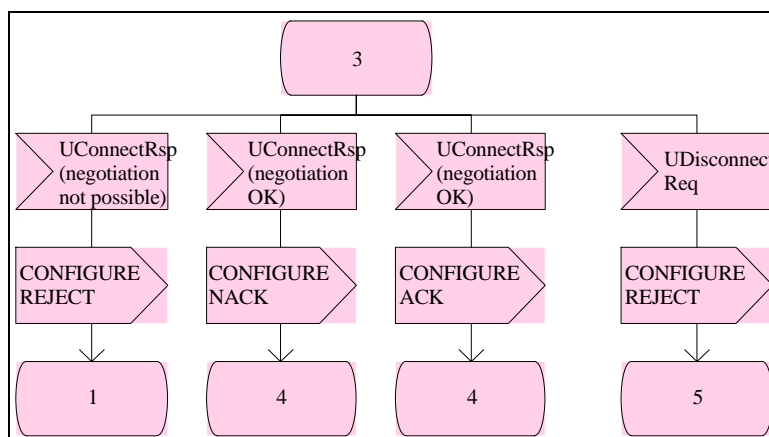 3
UConnectRsp
(negotiation
not possible)
UConnectRsp
(negotiation
OK)
UConnectRsp
(negotiation
OK)
UDisconnect
Req
CONFIGURE
REJECT
CONFIGURE
NACK
CONFIGURE
ACK
CONFIGURE
REJECT
1
4
4
5